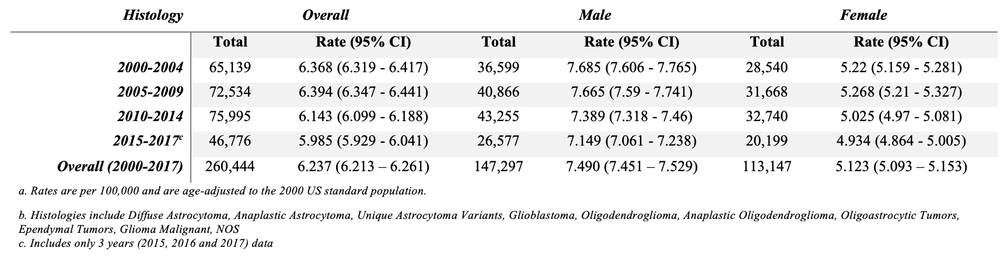 Histology Overall Male Female
Total Rate (95% CI) Total Rate (95% CI) Total Rate (95% CI)
2000-2004 65,139 6.368 (6.319 - 6.417) 36,599 7.685 (7.606 - 7.765) 28,540 5.22 (5.159 - 5.281)
2005-2009 72,534 6.394 (6.347 - 6.441) 40,866 7.665 (7.59 - 7.741) 31,668 5.268 (5.21 - 5.327)
2010-2014 75,995 6.143 (6.099 - 6.188) 43,255 7.389 (7.318 - 7.46) 32,740 5.025 (4.97 - 5.081)
2015-2017c 46,776 5.985 (5.929 - 6.041) 26,577 7.149 (7.061 - 7.238) 20,199 4.934 (4.864 - 5.005)
Overall (2000-2017) 260,444 6.237 (6.213 – 6.261) 147,297 7.490 (7.451 – 7.529) 113,147 5.123 (5.093 – 5.153)
a. Rates are per 100,000 and are age-adjusted to the 2000 US standard population.
b. Histologies include Diffuse Astrocytoma, Anaplastic Astrocytoma, Unique Astrocytoma Variants, Glioblastoma, Oligodendroglioma, Anaplastic Oligodendroglioma, Oligoastrocytic Tumors,
Ependymal Tumors, Glioma Malignant, NOS
c. Includes only 3 years (2015, 2016 and 2017) data